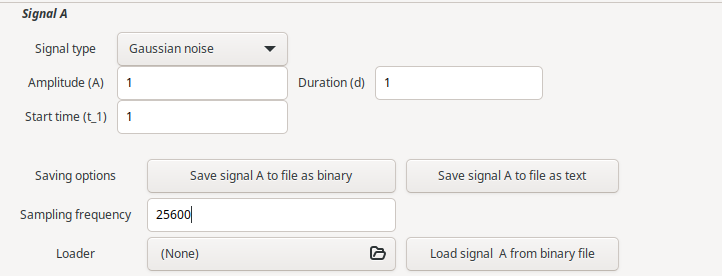 Signal A
Signal type Gaussian noise
Amplitude (A) 1 Duration (d) 1
Start time (t_1) 1
Saving options Save signal A to file as binary Save signal A to file as text
Sampling frequency 25600
Loader (None) Load signal  A from binary file